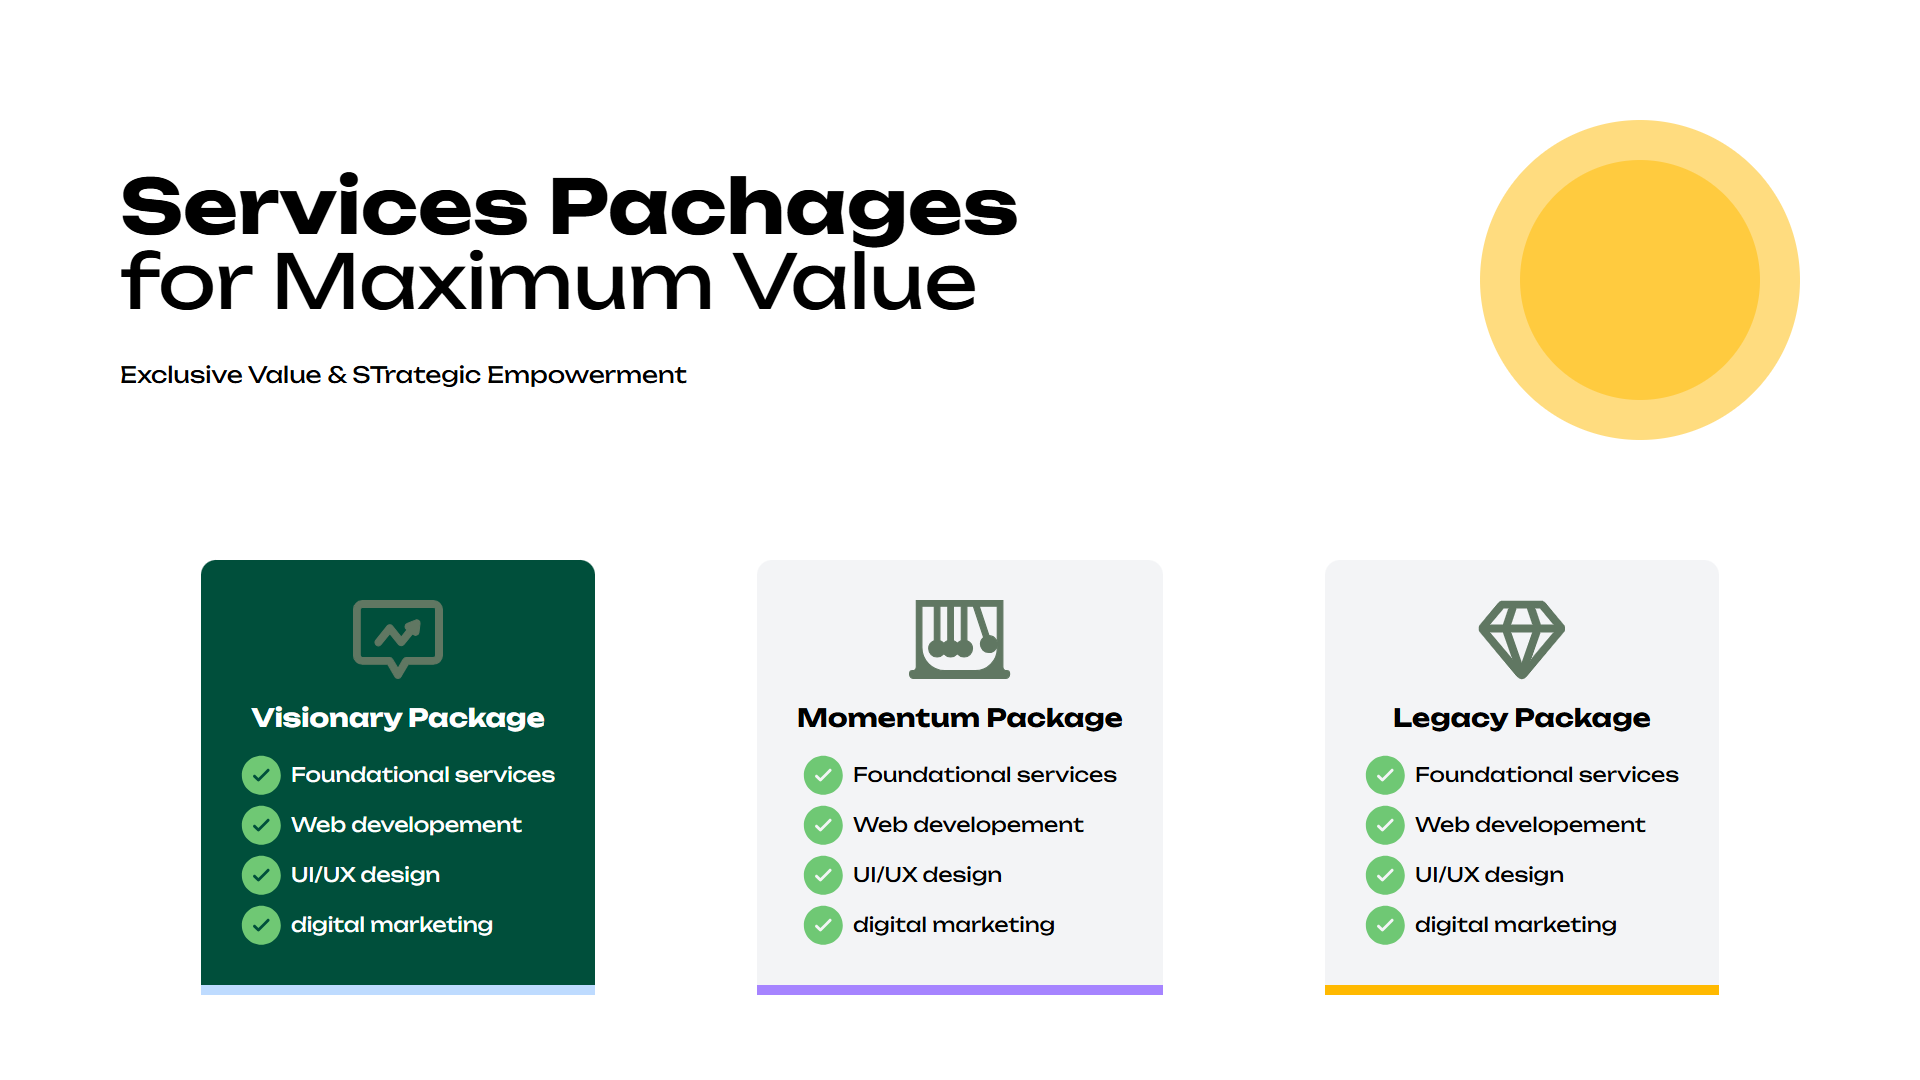 Services Pachages
for Maximum Value
Exclusive Value & STrategic Empowerment
Visionary Package
Foundational services
Web developement
UI/UX design
digital marketing
Momentum Package
Foundational services
Web developement
UI/UX design
digital marketing
Legacy Package
Foundational services
Web developement
UI/UX design
digital marketing